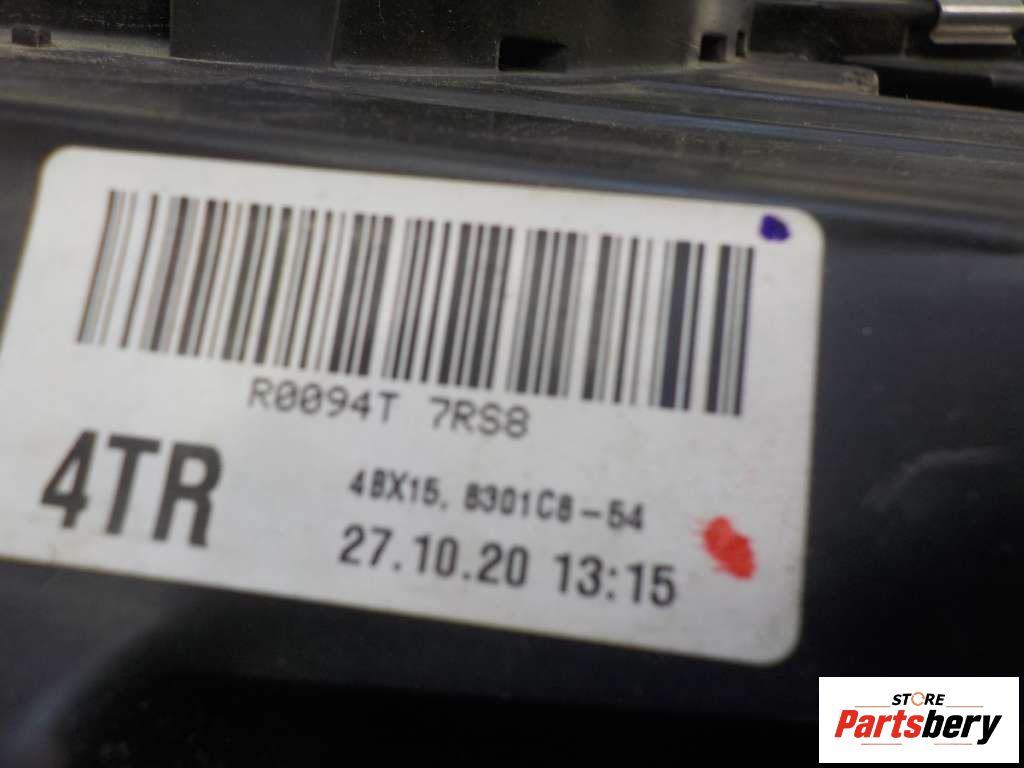 R0094T 7RS8
4TR
4BX15, 8301C8-54
27.10.20 13:15
STORE
Partsbery